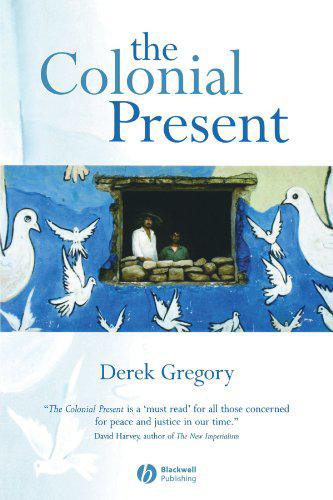 the
Colonial
Present
Derek Gregory
“The Colonial Present is a ‘must read’ for all those concerned
for peace and justice in our time.”
David Harvey, author of The New Imperialism
b
Blackwell
Publishing